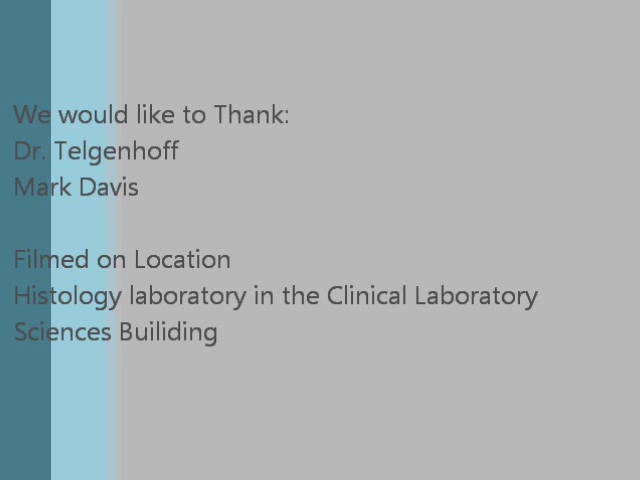 We would like to Thank:
Dr. Telgenhoff
Mark Davis
Filmed on Location
Histology laboratory in the Clinical Laboratory
Sciences Builiding